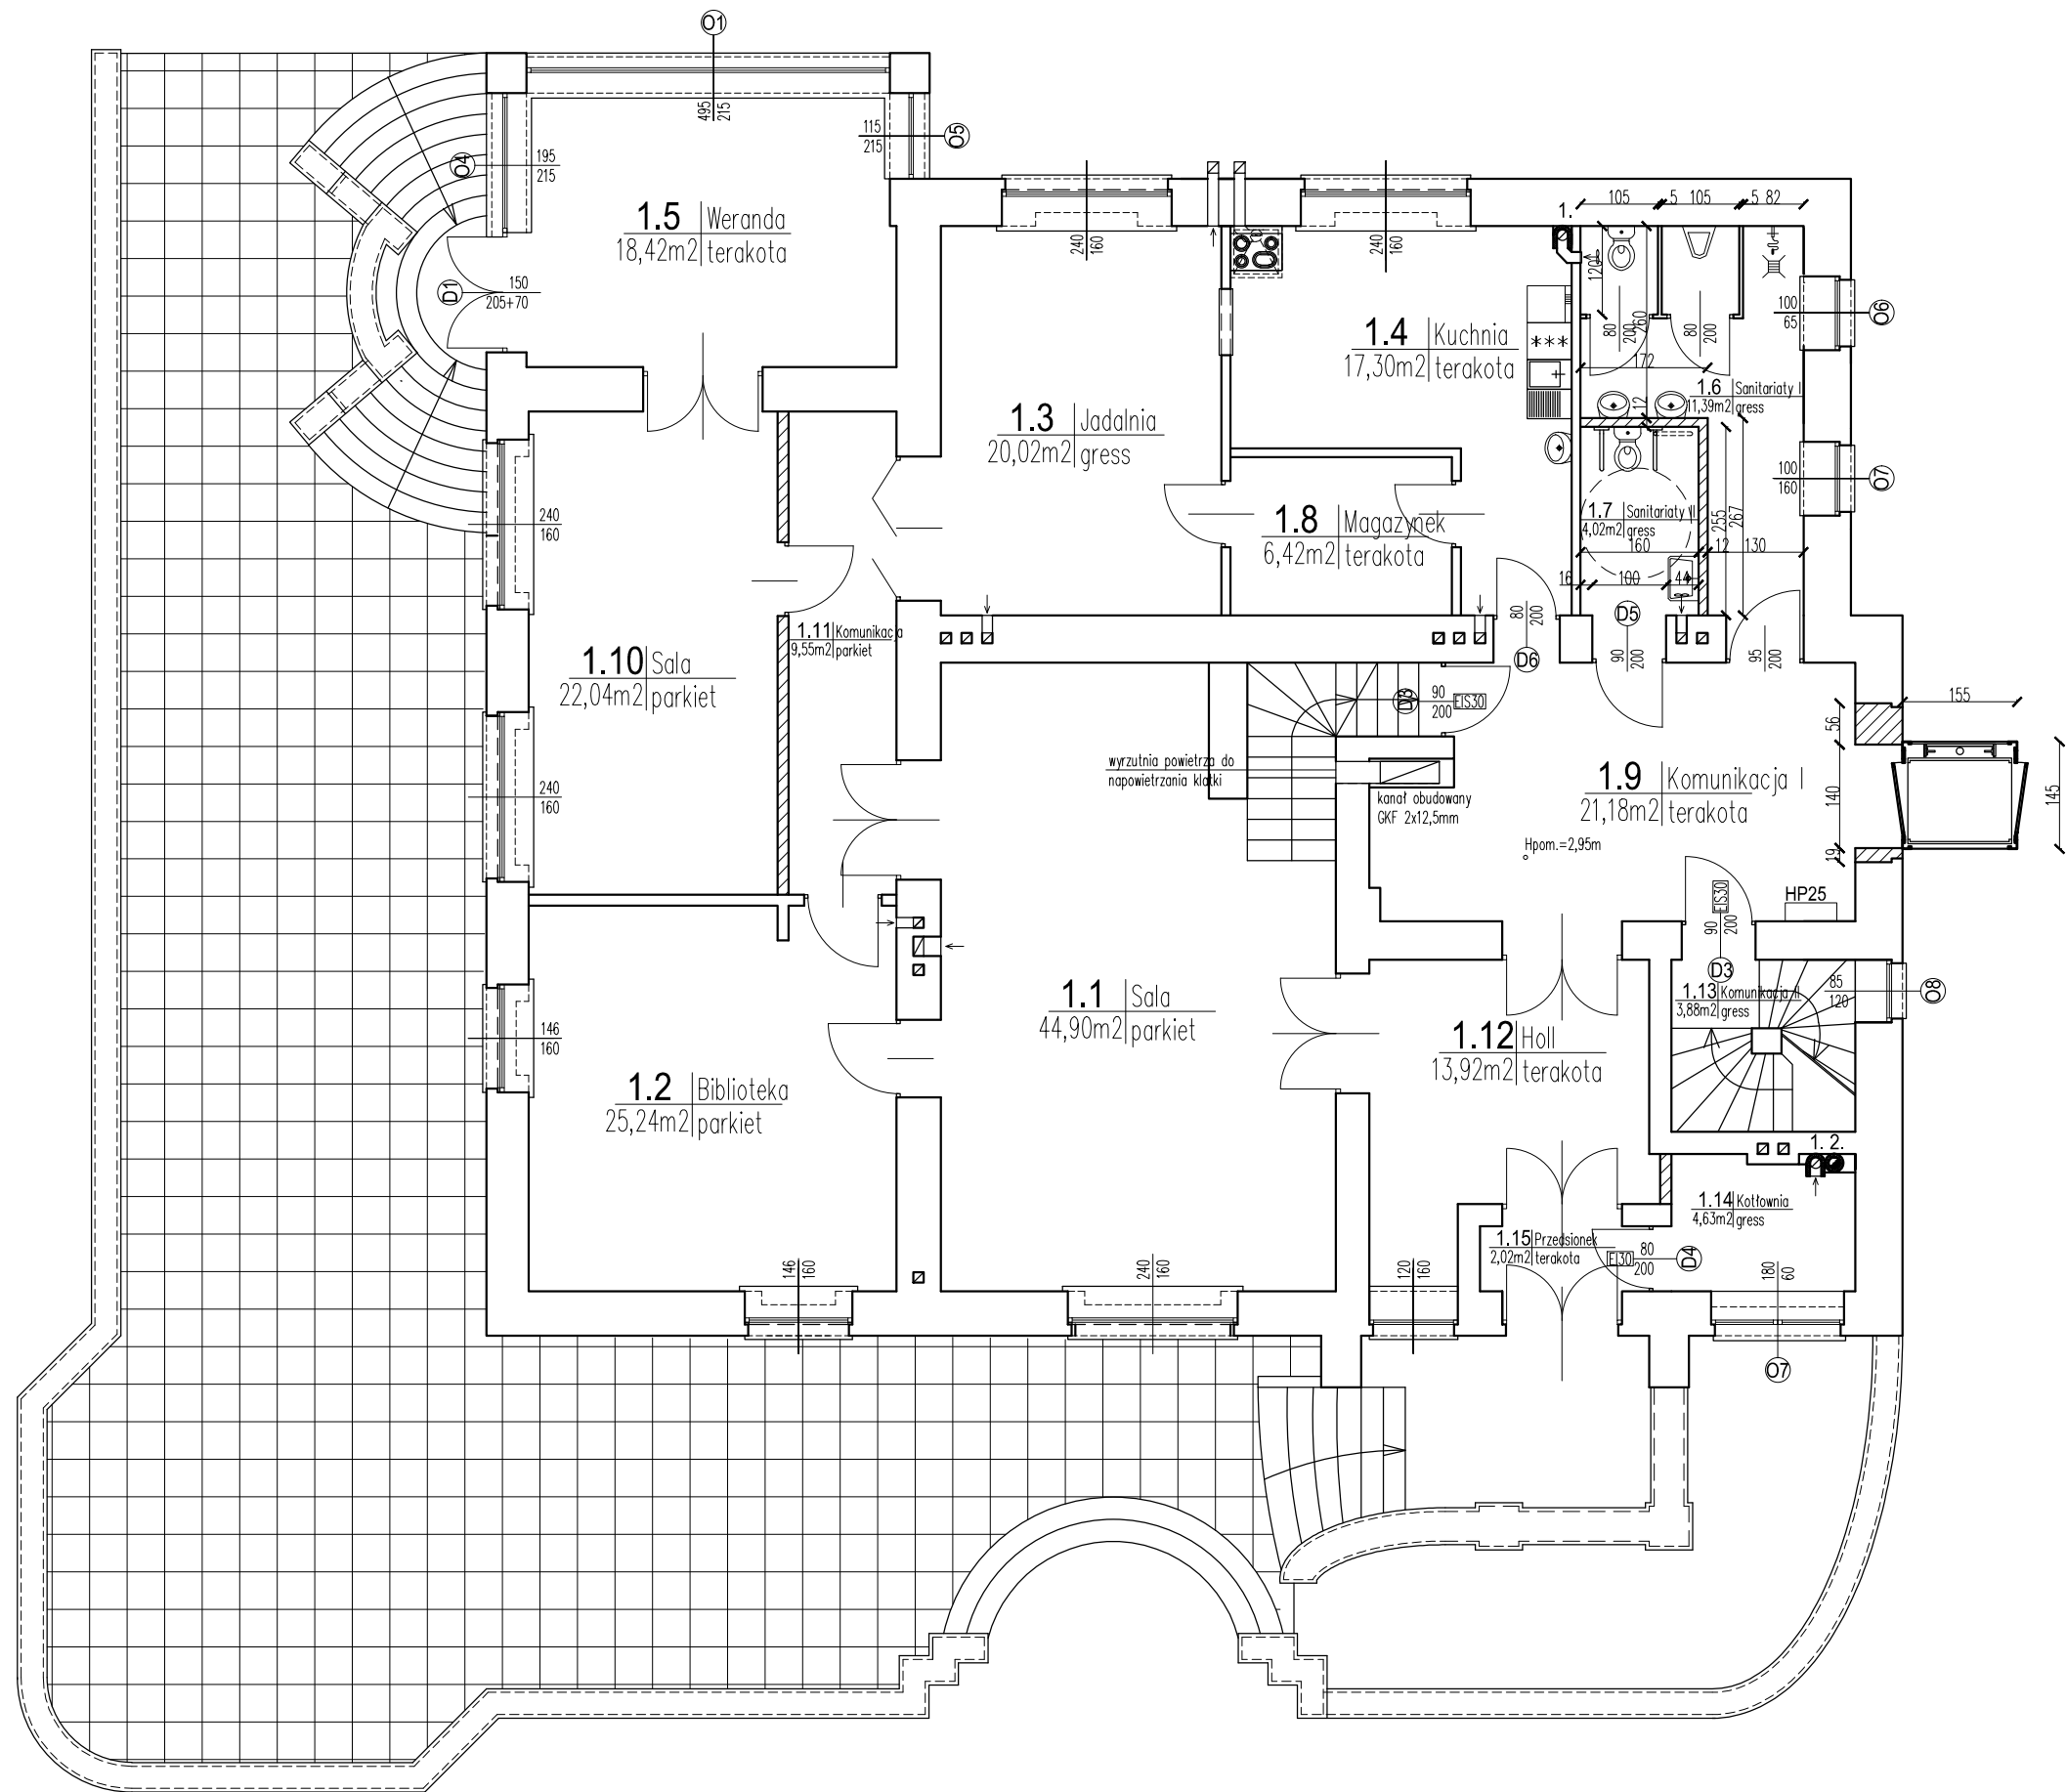 O1
495
215
O4
195
215
115
215
O5
1.5 Weranda
18,42m2 terakota
D1
150
205+70
240
160
240
160
1.
105
5
105
5
82
120
260
80
200
80
200
172
12
100
65
O6
1.4 Kuchnia
17,30m2 terakota
***
1.6 Sanitariaty I
11,39m2 gress
1.3 Jadalnia
20,02m2 gress
100
160
O7
1.8 Magazynek
6,42m2 terakota
1.7 Sanitariaty II
4,02m2 gress
255
267
160
12
130
16
100
44
240
160
80
200
D6
D5
90
200
95
200
1.11 Komunikacja
9,55m2 parkiet
1.10 Sala
22,04m2 parkiet
D3
90
200
EIS30
155
56
140
19
145
wyrzutnia powietrza do
napowietrzania klatki
kanał obudowany
GKF 2x12,5mm
1.9 Komunikacja I
21,18m2 terakota
Hpom.=2,95m
240
160
EIS30
90
200
HP25
D3
1.13 Komunikacja II
3,88m2 gress
85
120
O8
1.1 Sala
44,90m2 parkiet
146
160
1.12 Holl
13,92m2 terakota
1.2 Biblioteka
25,24m2 parkiet
1. 2.
1.14 Kotłownia
4,63m2 gress
1.15 Przedsionek
2,02m2 terakota
EI30
80
200
D4
146
160
240
160
120
160
180
60
O7